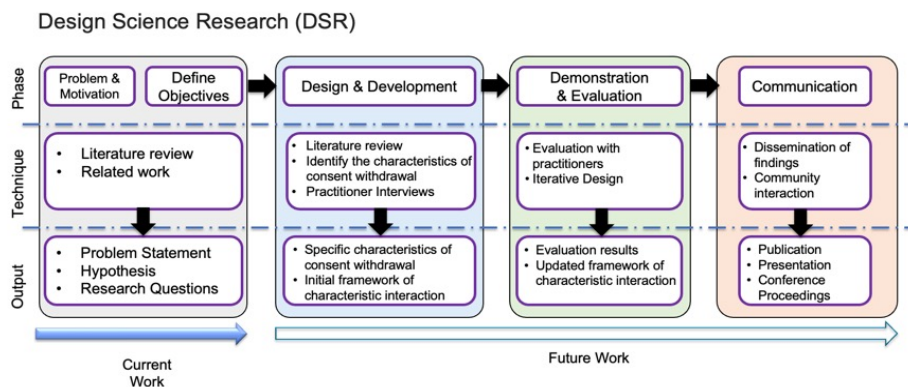 Design Science Research (DSR)
Phase
Problem &
Motivation
Define
Objectives
Design & Development
Demonstration
& Evaluation
Communication
Technique
• Literature review
• Related work
• Literature review
• Identify the characteristics of
consent withdrawal
• Practitioner Interviews
• Evaluation with
practitioners
• Iterative Design
• Dissemination of
findings
• Community
interaction
Output
• Problem Statement
• Hypothesis
• Research Questions
• Specific characteristics of
consent withdrawal
• Initial framework of
characteristic interaction
• Evaluation results
• Updated framework of
characteristic interaction
• Publication
• Presentation
• Conference
Proceedings
Current
Work
Future Work